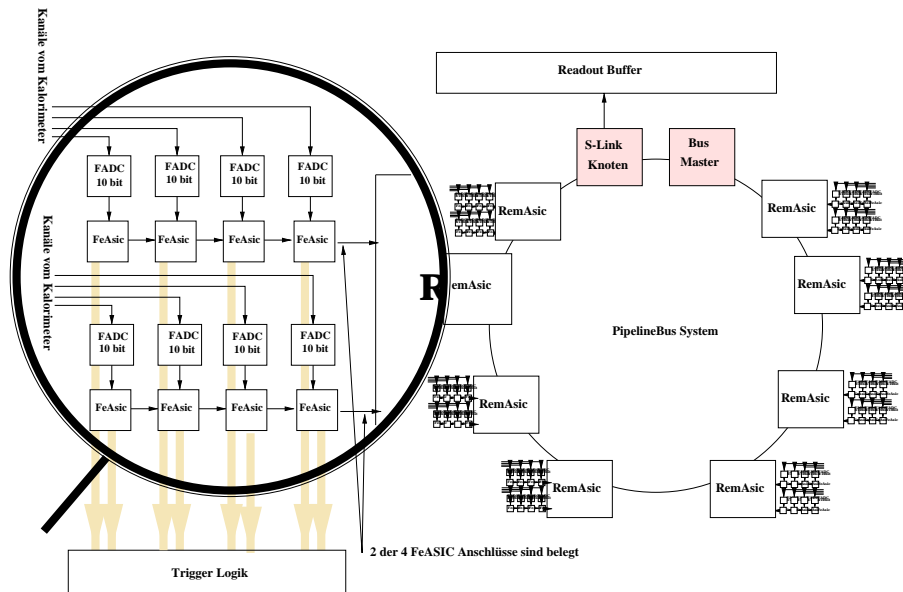 Kanäle vom Kalorimeter
FADC
10 bit
FADC
10 bit
FADC
10 bit
FADC
10 bit
FeAsic
FeAsic
FeAsic
FeAsic
Kanäle vom Kalorimeter
FADC
10 bit
FADC
10 bit
FADC
10 bit
FADC
10 bit
FeAsic
FeAsic
FeAsic
FeAsic
2 der 4 FeASIC Anschlüsse sind belegt
Trigger Logik
Readout Buffer
S-Link
Knoten
Bus
Master
RemAsic
RemAsic
RemAsic
RemAsic
PipelineBus System
RemAsic
RemAsic
RemAsic
RemAsic